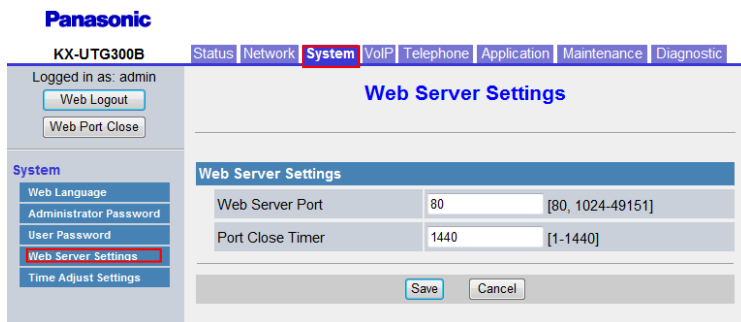 Panasonic
KX-UTG300B
Status Network System VoIP Telephone Application Maintenance Diagnostic
Logged in as: admin
Web Logout
Web Port Close
Web Server Settings
System
Web Language
Administrator Password
User Password
Web Server Settings
Time Adjust Settings
Web Server Settings
Web Server Port 80 [80, 1024-49151]
Port Close Timer 1440 [1-1440]
Save Cancel